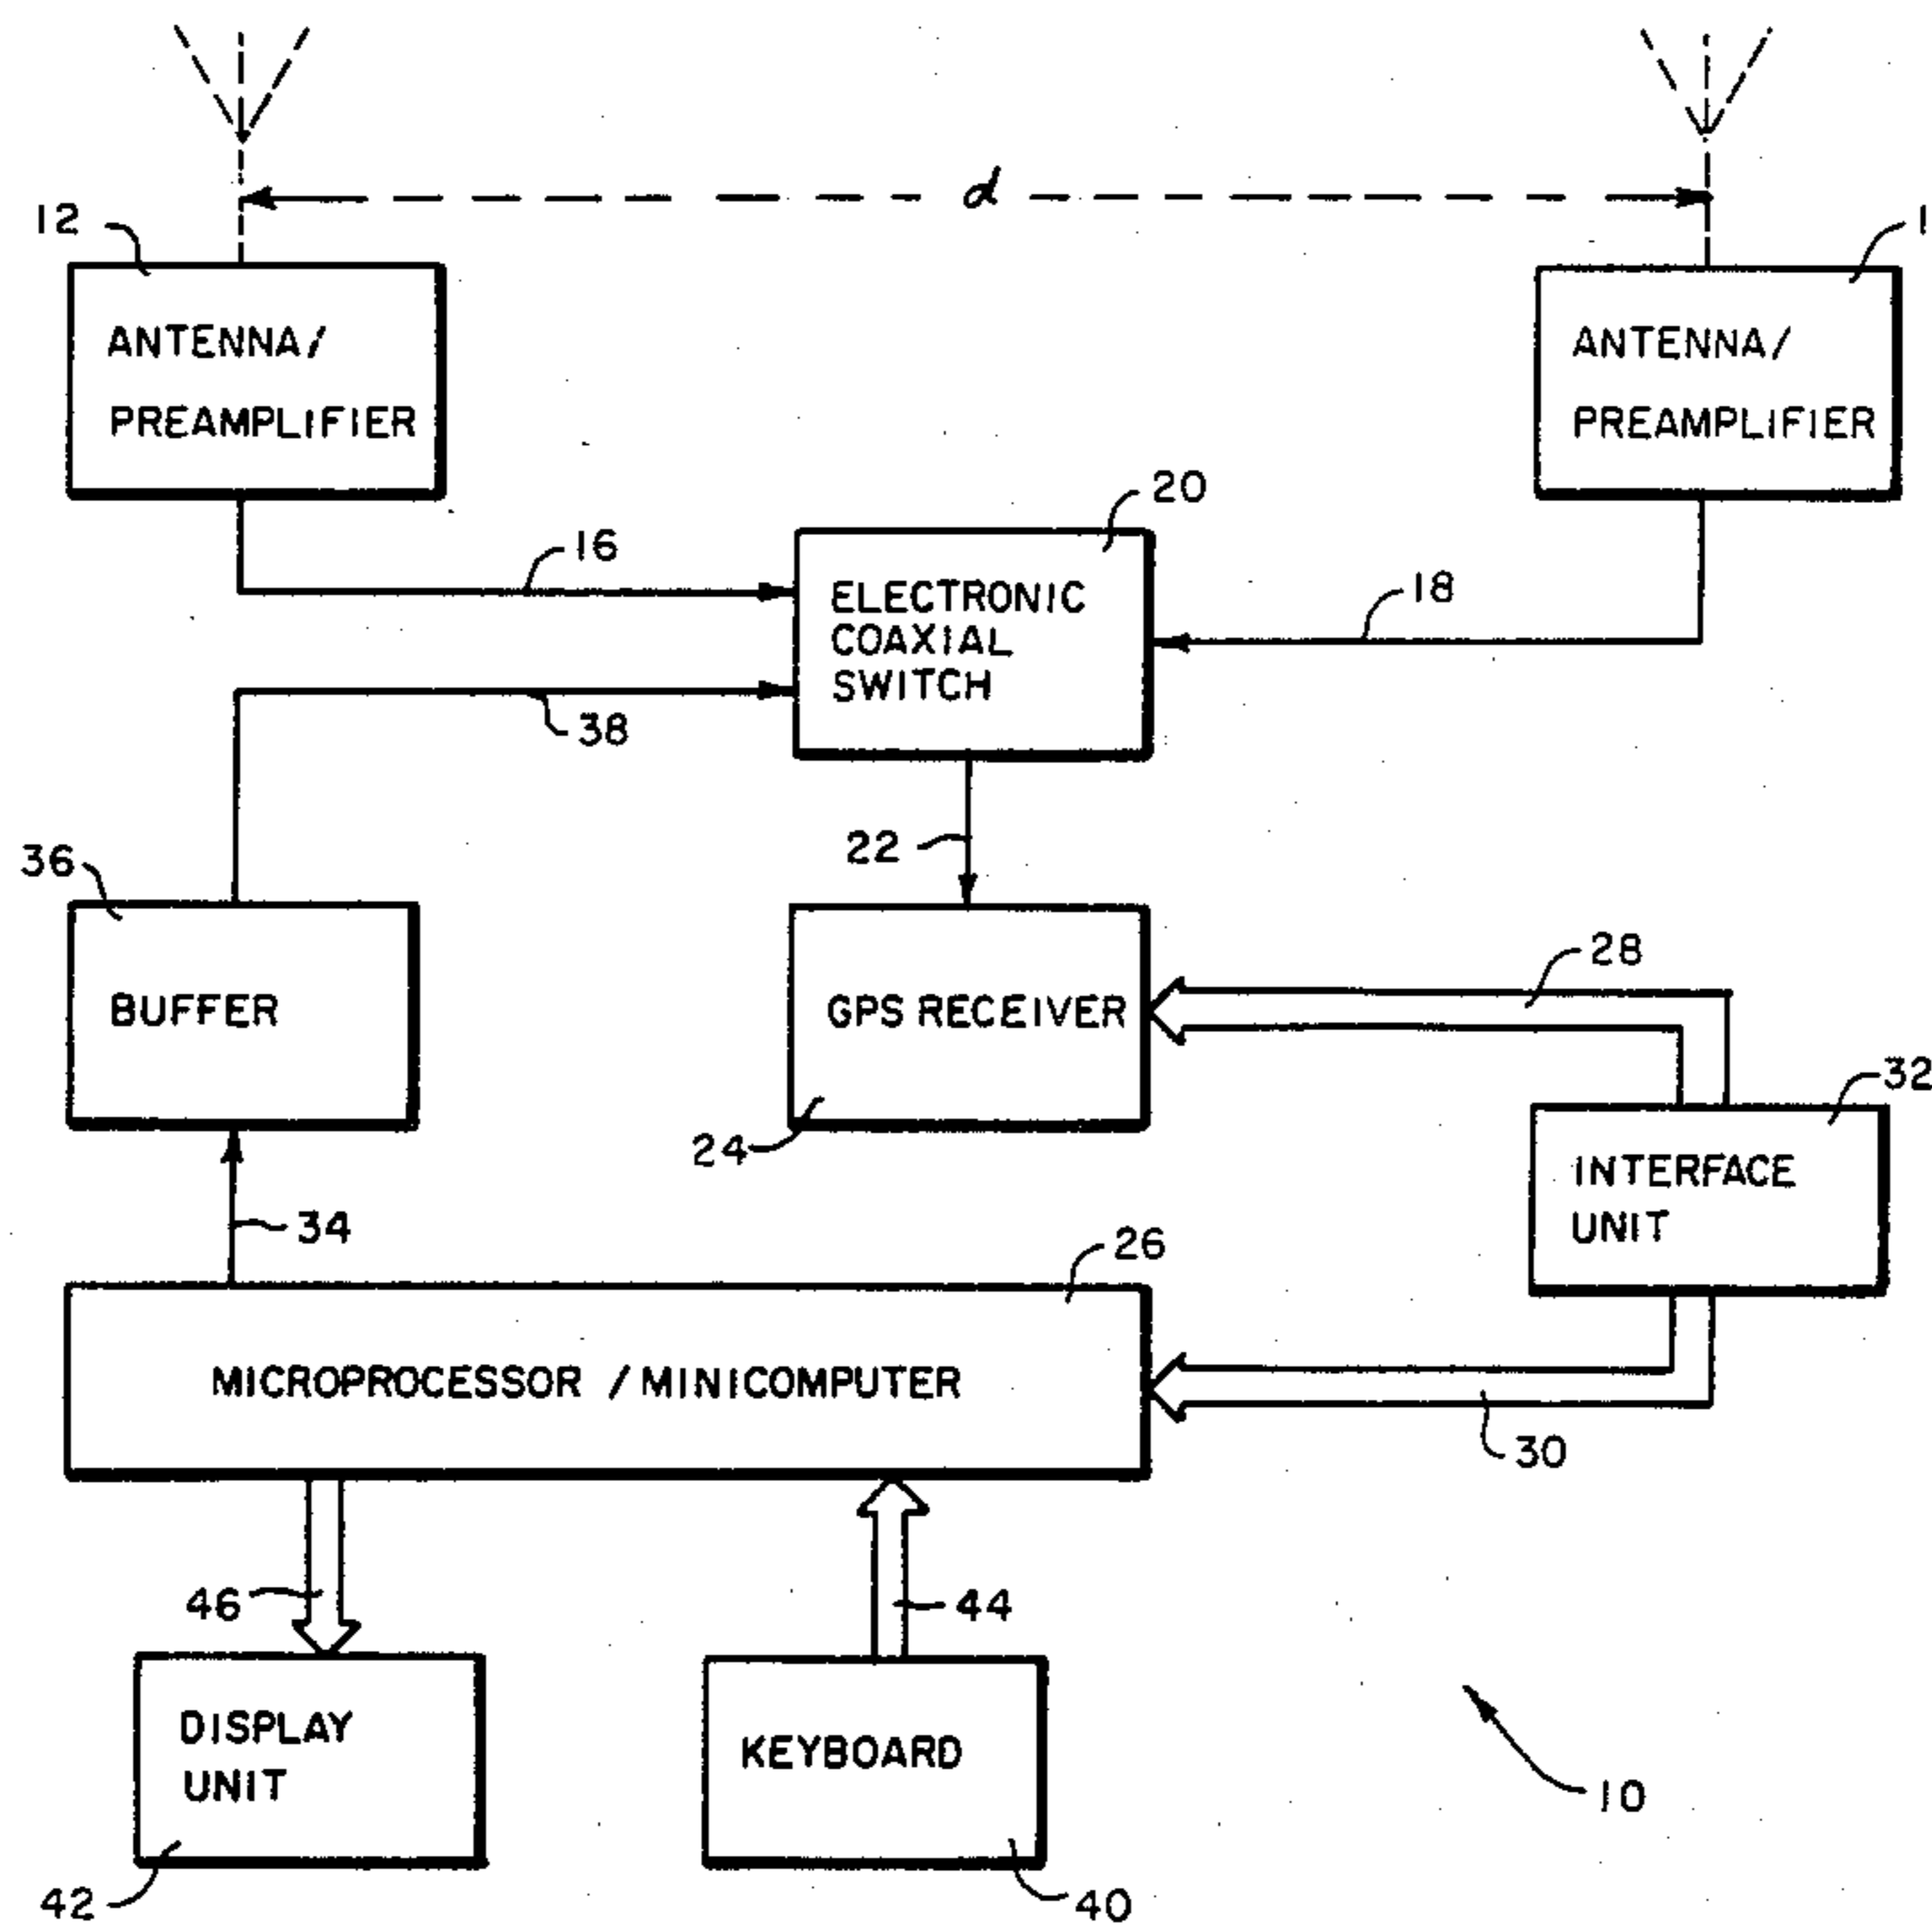 d
12
1
ANTENNA/
PREAMPLIFIER
ANTENNA/
PREAMPLIFIER
20
16
ELECTRONIC
COAXIAL
SWITCH
18
38
22
36
BUFFER
GPS RECEIVER
28
24
32
INTERFACE
UNIT
34
26
MICROPROCESSOR / MINICOMPUTER
30
46
44
DISPLAY
UNIT
KEYBOARD
10
42
40